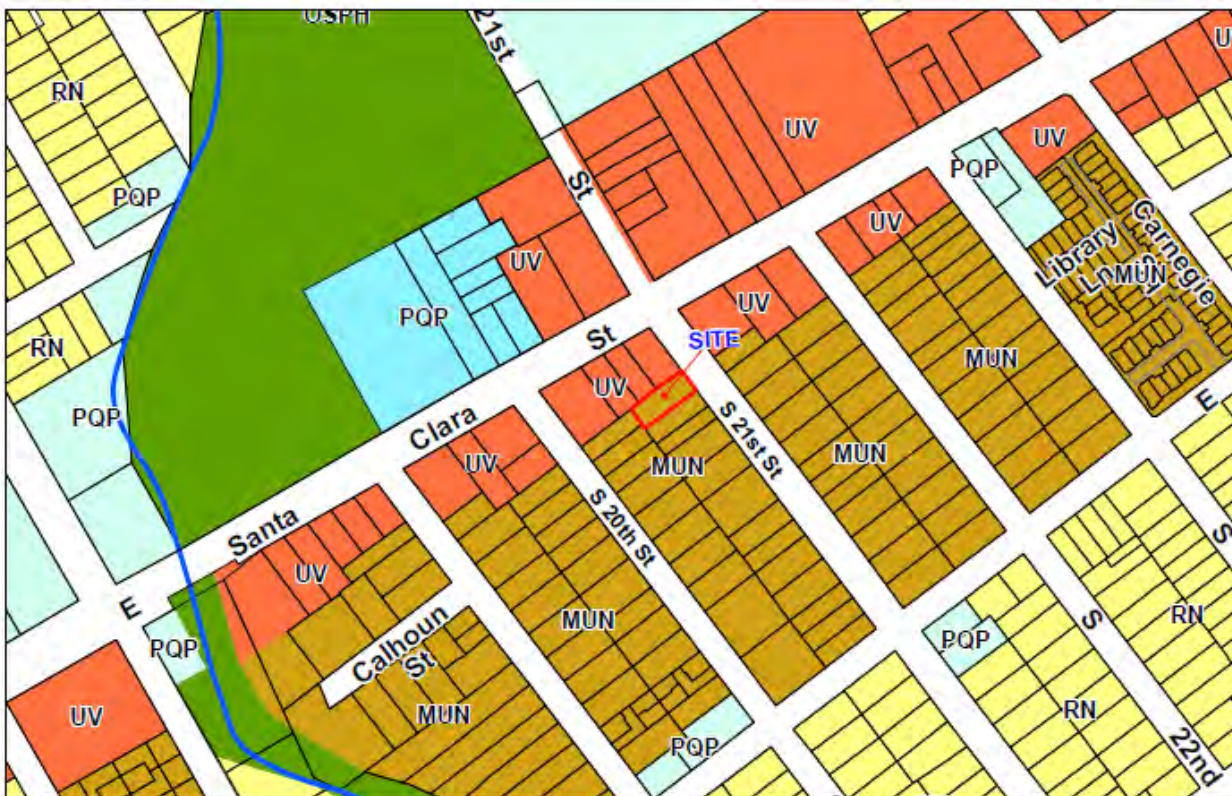 OSPH
21st
St
U
RN
UV
UV
PQP
PQP
Library
Ln
Carnegie
St
MUN
UV
UV
PQP
UV
St
SITE
RN
UV
MUN
E
PQP
Clara
UV
S 21st St
MUN
MUN
Santa
S 20th St
S
UV
E
MUN
S
RN
PQP
PQP
Calhoun
St
UV
MUN
RN
PQP
22nd